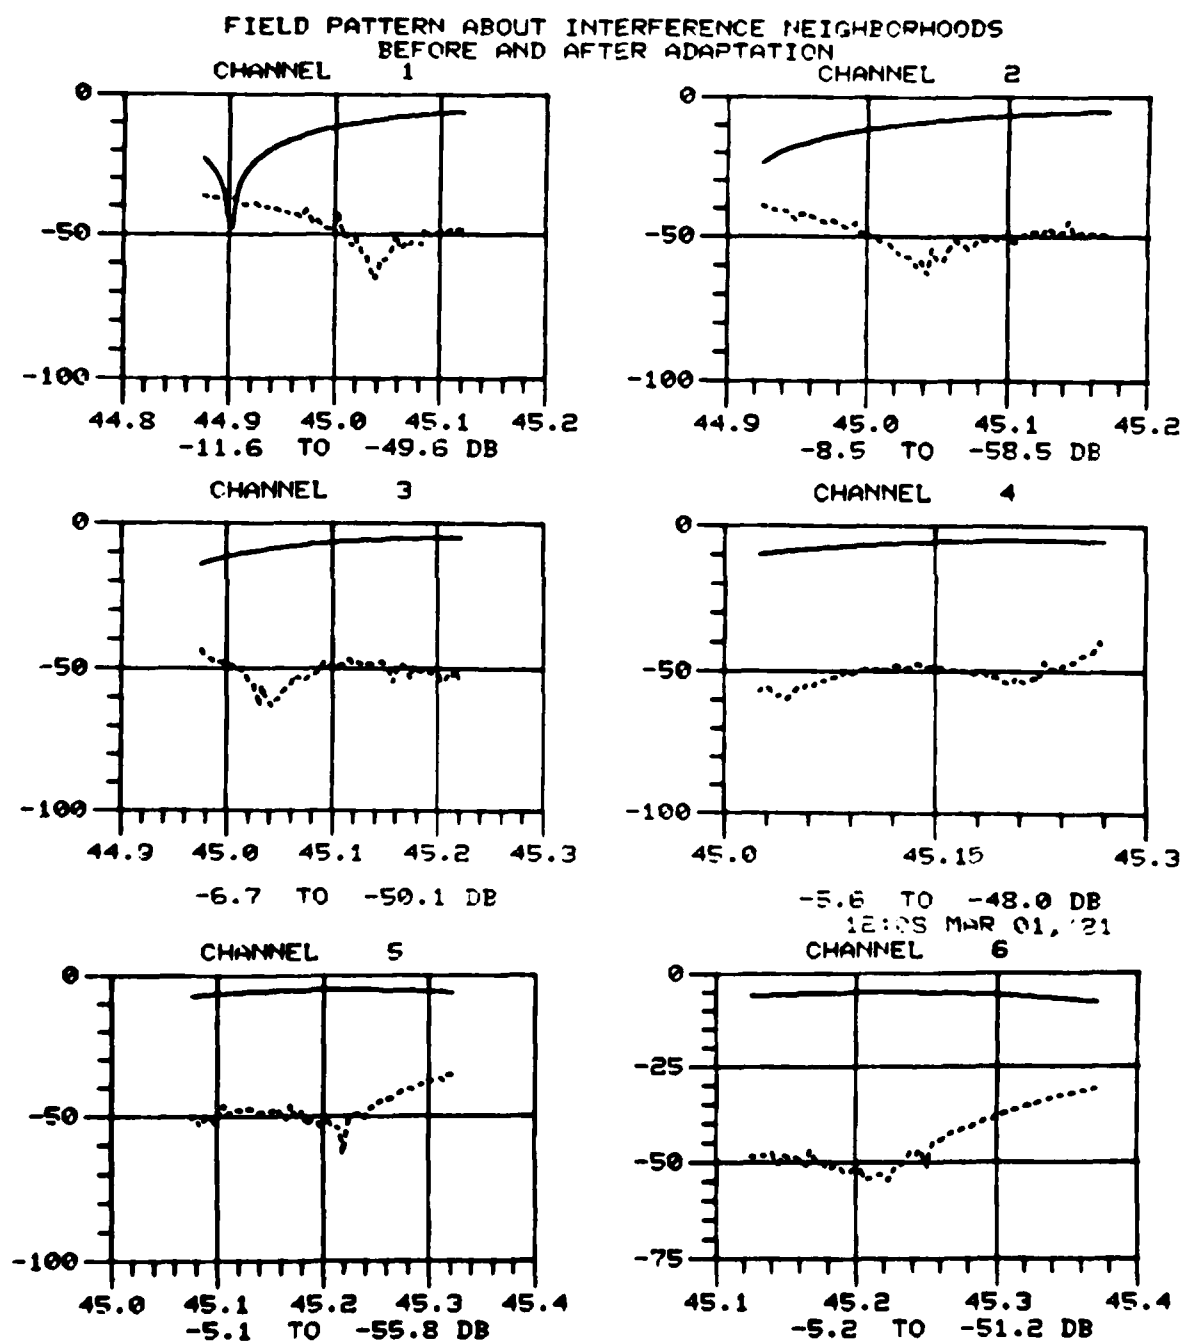 FIELD PATTERN ABOUT INTERFERENCE NEIGHBORHOODS
BEFORE AND AFTER ADAPTATION
CHANNEL 1
0
-50
-100
44.8 44.9 45.0 45.1 45.2
-11.6 TO -49.6 DB
CHANNEL 2
0
-50
-100
44.9 45.0 45.1 45.2
-8.5 TO -58.5 DB
CHANNEL 3
0
-50
-100
44.9 45.0 45.1 45.2 45.3
-6.7 TO -50.1 DB
CHANNEL 4
0
-50
-100
45.0 45.15 45.3
-5.6 TO -48.0 DB
MAR 01, '21
CHANNEL 5
0
-50
-100
45.0 45.1 45.2 45.3 45.4
-5.1 TO -55.8 DB
CHANNEL 6
0
-25
-50
-75
45.1 45.2 45.3 45.4
-5.2 TO -51.2 DB